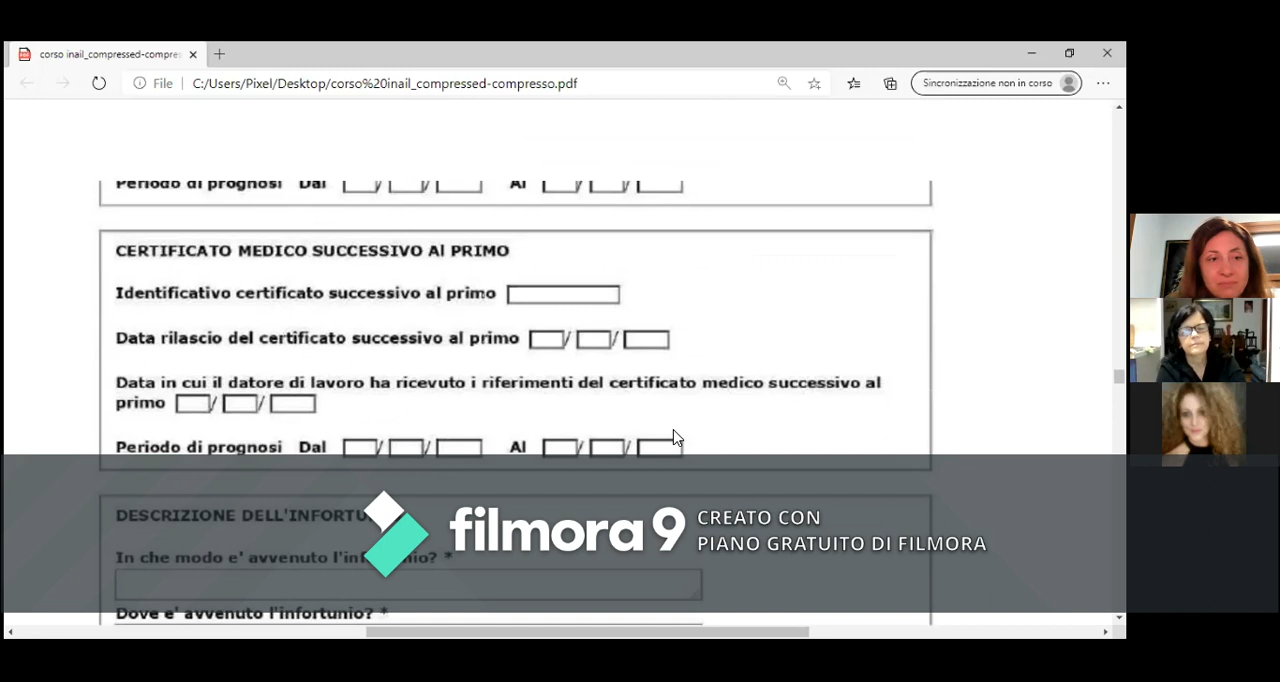 corso inail_compressed-compre
File
C:/Users/Pixel/Desktop/corso%20inail_compressed-compresso.pdf
Sincronizzazione non in corso
Periodo di prognosi Dal / / Al / /
CERTIFICATO MEDICO SUCCESSIVO Al PRIMO
Identificativo certificato successivo al primo
Data rilascio del certificato successivo al primo / /
Data in cui il datore di lavoro ha ricevuto i riferimenti del certificato medico successivo al
primo / /
Periodo di prognosi Dal / / Al / /
DESCRIZIONE DELL'INFORTU
In che modo e' avvenuto l'infortunio? *
Dove e' avvenuto l'infortunio? *
filmora 9
CREATO CON
PIANO GRATUITO DI FILMORA